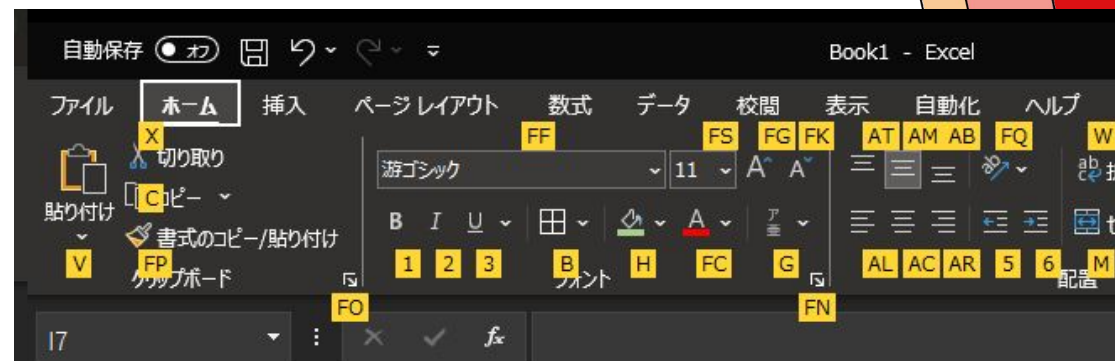 自動保存 オフ Book1 - Excel
ファイル ホーム 挿入 ページ レイアウト 数式 データ 校閲 表示 自動化 ヘルプ
X FF FS FG FK AT AM AB FQ W
切り取り 游ゴシック 11 A A ab
C コピー
貼り付け B I U A ア亜
書式のコピー/貼り付け
V FP 1 2 3 B H FC G AL AC AR 5 6 M
クリップボード フォント 配置
FO FN
I7 fx